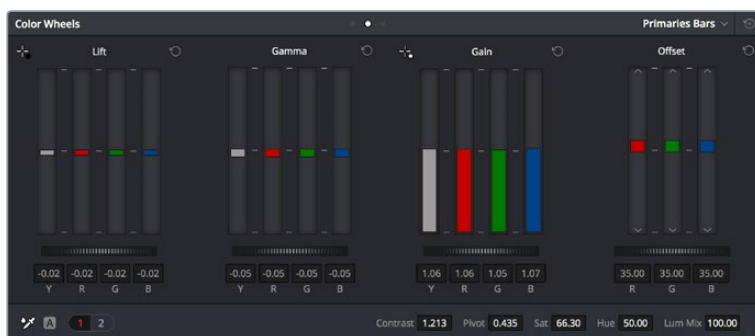 Color Wheels Primaries Bars
Lift Gamma Gain Offset
-0.02 -0.02 -0.02 -0.02 -0.05 -0.05 -0.05 -0.05 1.06 1.06 1.05 1.07 35.00 35.00 35.00
Y R G B Y R G B Y R G B R G B
A 1 2 Contrast 1.213 Pivot 0.435 Sat 66.30 Hue 50.00 Lum Mix 100.00